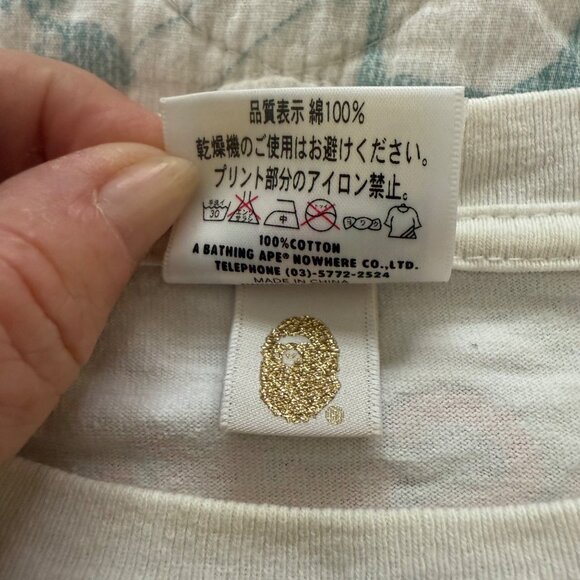 品質表示 綿100%
乾燥機のご使用はお避けください。
プリント部分のアイロン禁止。
30 中
100%COTTON
A BATHING APE® NOWHERE CO.,LTD.
TELEPHONE (03)-5772-2524
MADE IN CHINA